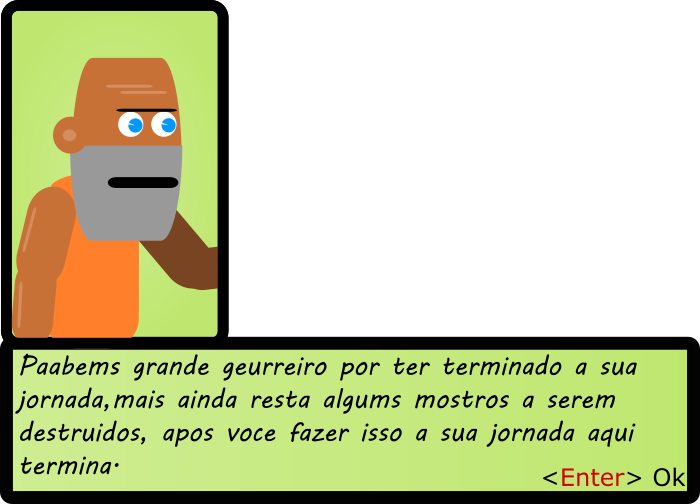 Paabems grande geurreiro por ter terminado a sua
jornada,mais ainda resta algums mostros a serem
destruidos, apos voce fazer isso a sua jornada aqui
termina.
<Enter> Ok